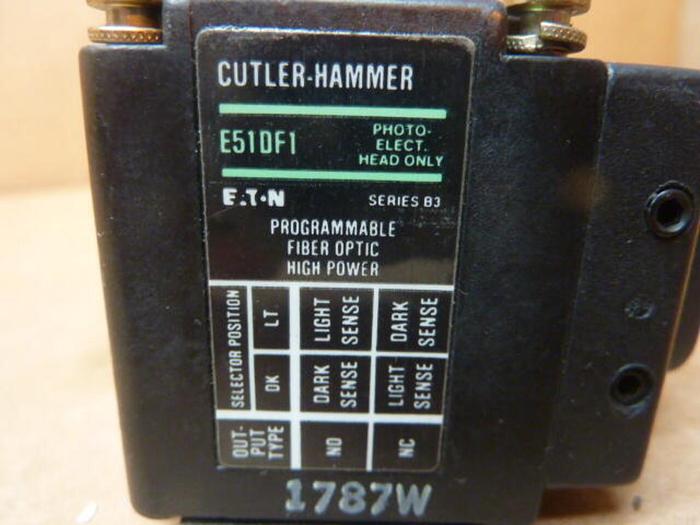 CUTLER-HAMMER
E51DF1
PHOTO-
ELECT.
HEAD ONLY
E.T.N
SERIES B3
PROGRAMMABLE
FIBER OPTIC
HIGH POWER
SELECTOR POSITION
LT
LIGHT
SENSE
DARK
SENSE
DK
DARK
SENSE
LIGHT
SENSE
OUT-
PUT
TYPE
NO
NC
1787W